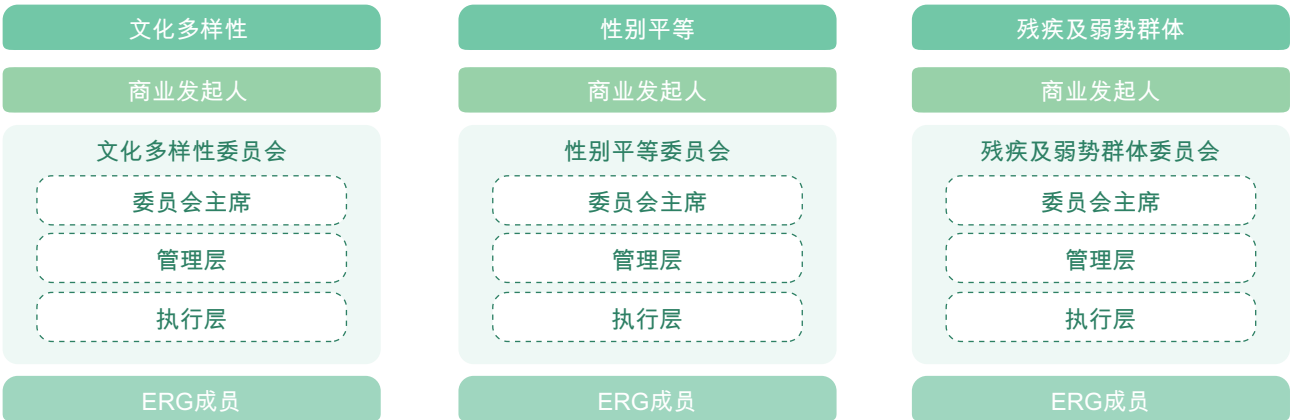 文化多样性
商业发起人
文化多样性委员会
委员会主席
管理层
执行层
ERG成员
性别平等
商业发起人
性别平等委员会
委员会主席
管理层
执行层
ERG成员
残疾及弱势群体
商业发起人
残疾及弱势群体委员会
委员会主席
管理层
执行层
ERG成员